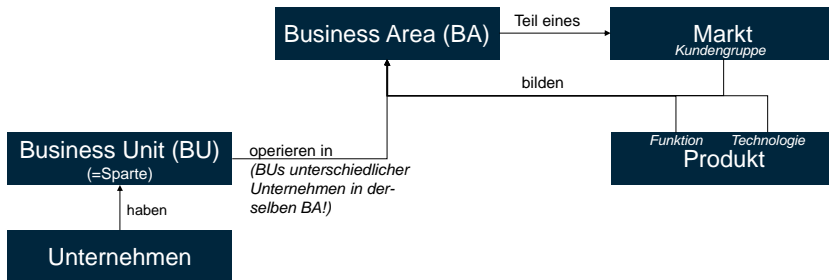 Business Area (BA)
Teil eines
Markt
Kundengruppe
bilden
Business Unit (BU)
(=Sparte)
operieren in
(BUs unterschiedlicher
Unternehmen in der-
selben BA!)
Funktion
Technologie
Produkt
haben
Unternehmen